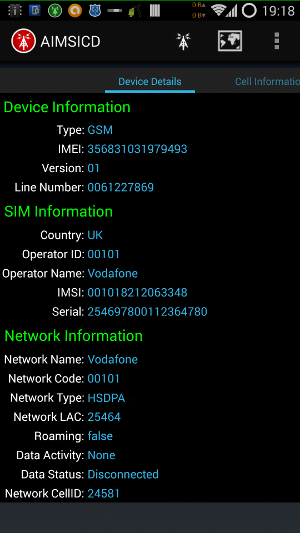 19:18
AIMSICD
Device Details
Cell Informatio
Device Information
Type: GSM
IMEI: 356831031979493
Version: 01
Line Number: 0061227869
SIM Information
Country: UK
Operator ID: 00101
Operator Name: Vodafone
IMSI: 001018212063348
Serial: 254697800112364780
Network Information
Network Name: Vodafone
Network Code: 00101
Network Type: HSDPA
Network LAC: 25464
Roaming: false
Data Activity: None
Data Status: Disconnected
Network CellID: 24581